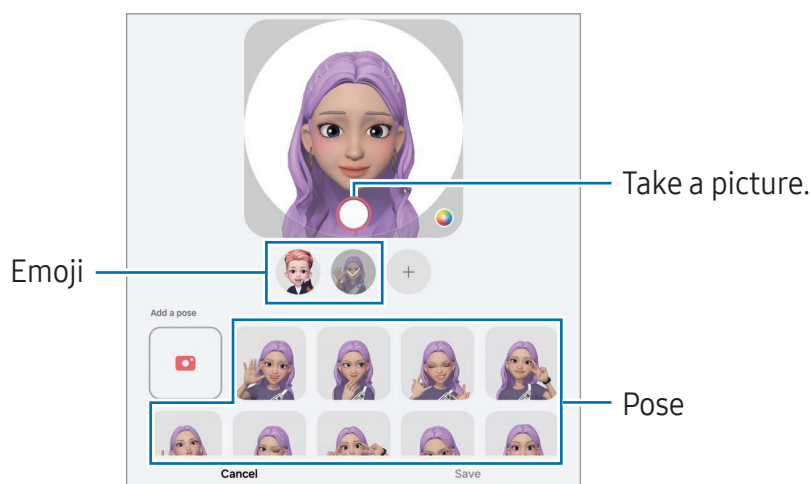 Take a picture.
Emoji
+
Add a pose
Pose
Cancel
Save